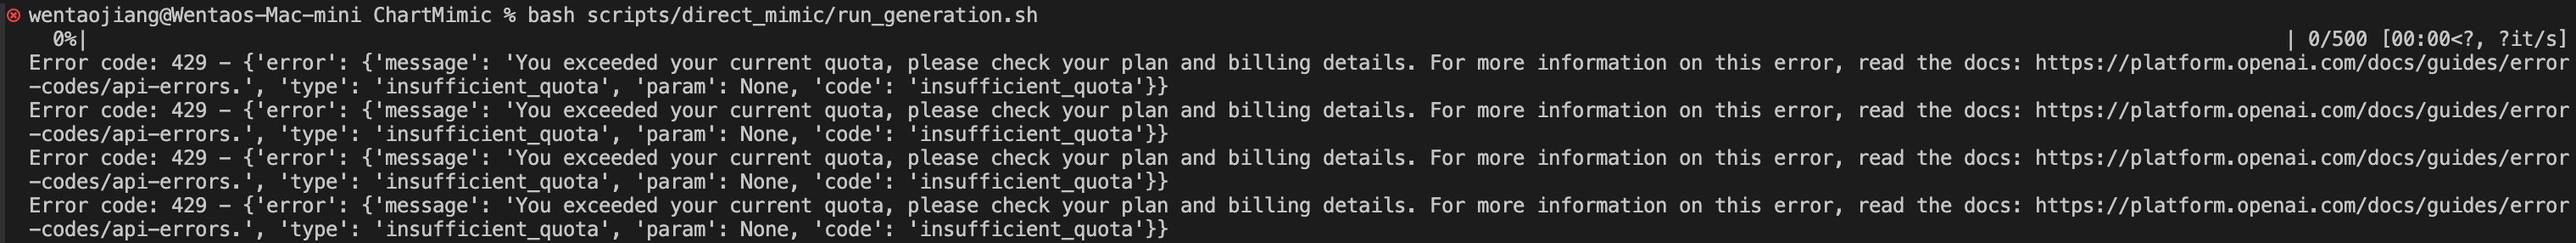 wentaojiang@Wentaos-Mac-mini ChartMimic % bash scripts/direct_mimic/run_generation.sh
0%| | 0/500 [00:00<?, ?it/s]
Error code: 429 - {'error': {'message': 'You exceeded your current quota, please check your plan and billing details. For more information on this error, read the docs: https://platform.openai.com/docs/guides/error
-codes/api-errors.', 'type': 'insufficient_quota', 'param': None, 'code': 'insufficient_quota'}}
Error code: 429 - {'error': {'message': 'You exceeded your current quota, please check your plan and billing details. For more information on this error, read the docs: https://platform.openai.com/docs/guides/error
-codes/api-errors.', 'type': 'insufficient_quota', 'param': None, 'code': 'insufficient_quota'}}
Error code: 429 - {'error': {'message': 'You exceeded your current quota, please check your plan and billing details. For more information on this error, read the docs: https://platform.openai.com/docs/guides/error
-codes/api-errors.', 'type': 'insufficient_quota', 'param': None, 'code': 'insufficient_quota'}}
Error code: 429 - {'error': {'message': 'You exceeded your current quota, please check your plan and billing details. For more information on this error, read the docs: https://platform.openai.com/docs/guides/error
-codes/api-errors.', 'type': 'insufficient_quota', 'param': None, 'code': 'insufficient_quota'}}